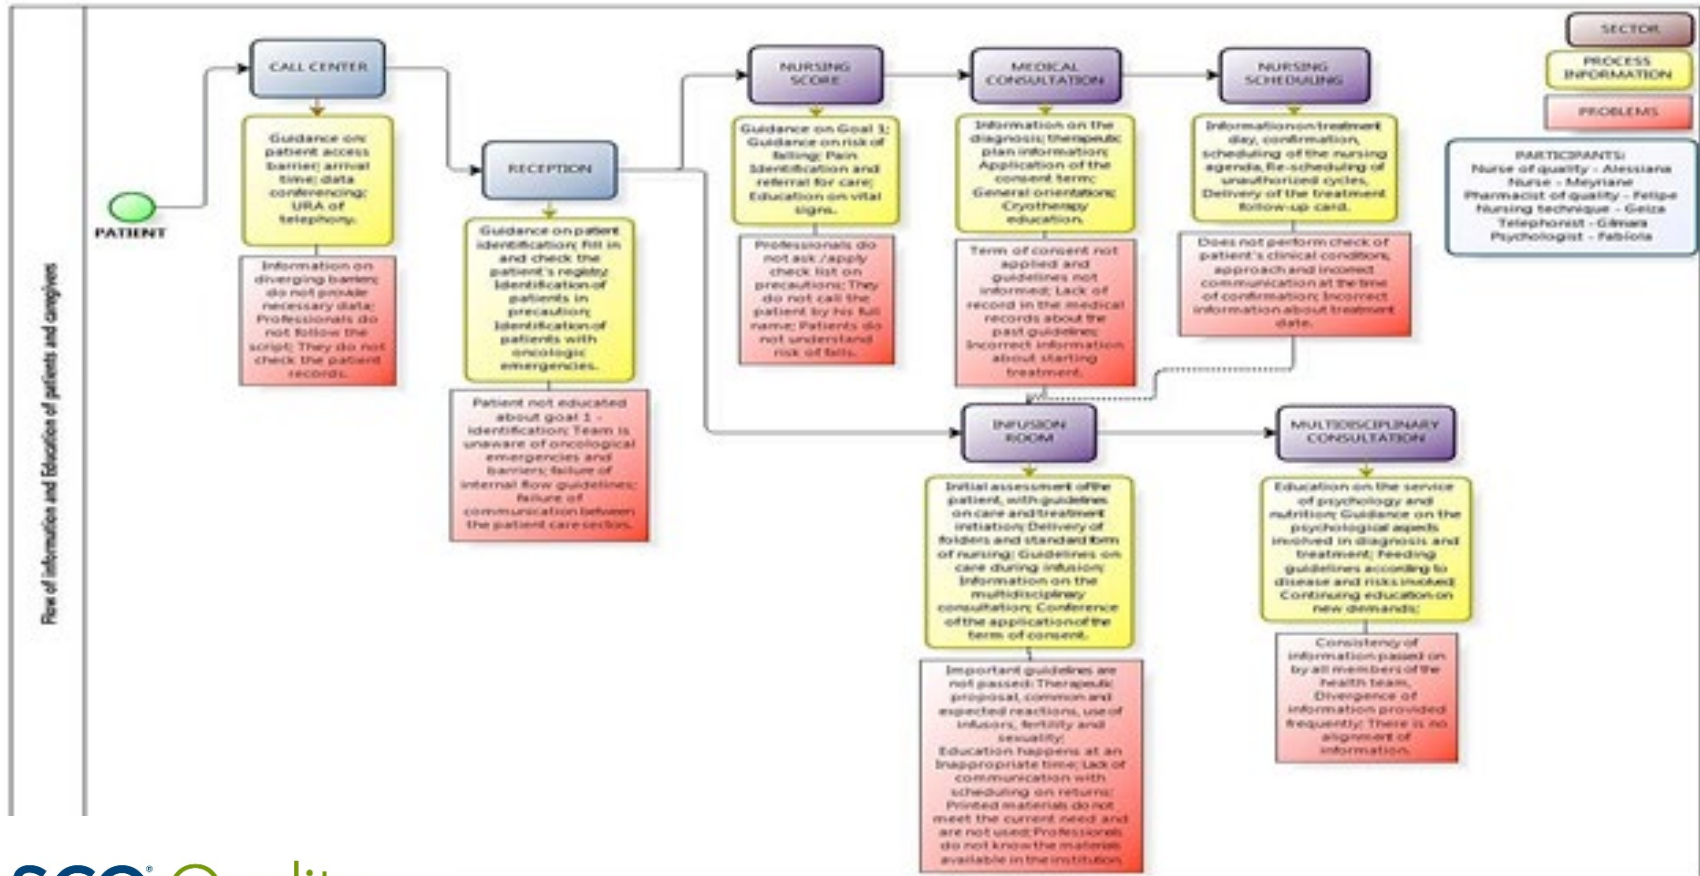 Flow of information and Education of patients and caregivers
PATIENT
CALL CENTER
Guidance on:
patient access
barrier; arrival
time; data
conferencing;
URA of
telephony.
Information on
diverging barrier;
do not provide
necessary data;
Professionals do
not follow the
script; They do not
check the patient
records.
RECEPTION
Guidance on patient
identification; Fill in
and check the
patient's registry;
Identification of
patients in
precaution;
Identification of
patients with
oncologic
emergencies.
Patient not educated
about goal 1 -
identification; Team is
unaware of oncological
emergencies and
barriers; failure of
internal flow guidelines;
failure of
communication between
the patient care sectors.
NURSING
SCORE
Guidance on Goal 1;
Guidance on risk of
falling; Pain
Identification and
referral for care;
Education on vital
signs.
Professionals do
not ask /apply
check list on
precautions; They
do not call the
patient by his full
name; Patients do
not understand
risk of falls.
MEDICAL
CONSULTATION
Information on the
diagnosis; therapeutic
plan information;
Application of the
consent term;
General orientations;
Cryotherapy
education.
Term of consent not
applied and
guidelines not
informed; Lack of
record in the medical
records about the
past guidelines;
Incorrect information
about starting
treatment.
NURSING
SCHEDULING
Information on treatment
day, confirmation,
scheduling of the nursing
agenda, Re-scheduling of
unauthorized cycles,
Delivery of the treatment
follow-up card.
Does not perform check of
patient's clinical condition;
approach and incorrect
communication at the time
of confirmation; Incorrect
information about treatment
date.
SECTOR
PROCESS
INFORMATION
PROBLEMS
PARTICIPANTS:
Nurse of quality - Alessiana
Nurse - Meyriane
Pharmacist of quality - Felipe
Nursing technique - Geiza
Telephonist - Gilmara
Psychologist - Fabíola
INFUSION
ROOM
Initial assessment of the
patient, with guidelines
on care and treatment
initiation; Delivery of
folders and standard form
of nursing; Guidelines on
care during infusion;
Information on the
multidisciplinary
consultation; Conference
of the application of the
term of consent.
Important guidelines are
not passed: Therapeutic
proposal, common and
expected reactions, use of
infusors, fertility and
sexuality;
Education happens at an
Inappropriate time; Lack of
communication with
scheduling on returns;
Printed materials do not
meet the current need and
are not used; Professionals
do not know the materials
available in the institution.
MULTIDISCIPLINARY
CONSULTATION
Education on the service
of psychology and
nutrition; Guidance on the
psychological aspects
involved in diagnosis and
treatment; Feeding
guidelines according to
disease and risks involved;
Continuing education on
new demands;
Consistency of
information passed on
by all members of the
health team,
Divergence of
information provided
frequently; There is no
alignment of
information.